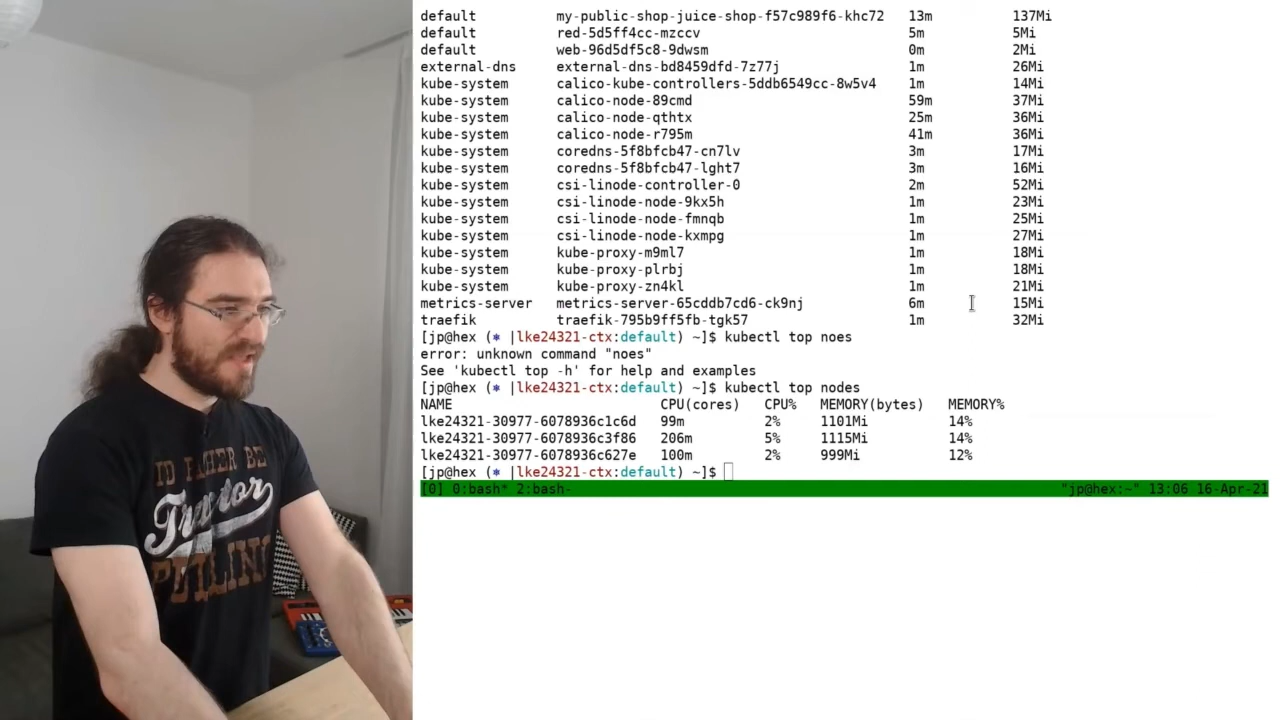 default my-public-shop-juice-shop-f57c989f6-khc72 13m 137Mi
default red-5d5ff4cc-mzccv 5m 5Mi
default web-96d5df5c8-9dwsm 0m 2Mi
external-dns external-dns-bd8459dfd-7z77j 1m 26Mi
kube-system calico-kube-controllers-5ddb6549cc-8w5v4 1m 14Mi
kube-system calico-node-89cmd 59m 37Mi
kube-system calico-node-qthtx 25m 36Mi
kube-system calico-node-r795m 41m 36Mi
kube-system coredns-5f8bfcb47-cn7lv 3m 17Mi
kube-system coredns-5f8bfcb47-lght7 3m 16Mi
kube-system csi-linode-controller-0 2m 52Mi
kube-system csi-linode-node-9kx5h 1m 23Mi
kube-system csi-linode-node-fmnqb 1m 25Mi
kube-system csi-linode-node-kxmpg 1m 27Mi
kube-system kube-proxy-m9ml7 1m 18Mi
kube-system kube-proxy-plrbj 1m 18Mi
kube-system kube-proxy-zn4kl 1m 21Mi
metrics-server metrics-server-65cddb7cd6-ck9nj 6m 15Mi
traefik traefik-795b9ff5fb-tgk57 1m 32Mi
[jp@hex (⎈ |lke24321-ctx:default) ~]$ kubectl top noes
error: unknown command "noes"
See 'kubectl top -h' for help and examples
[jp@hex (⎈ |lke24321-ctx:default) ~]$ kubectl top nodes
NAME CPU(cores) CPU% MEMORY(bytes) MEMORY%
lke24321-30977-6078936c1c6d 99m 2% 1101Mi 14%
lke24321-30977-6078936c3f86 206m 5% 1115Mi 14%
lke24321-30977-6078936c627e 100m 2% 999Mi 12%
[jp@hex (⎈ |lke24321-ctx:default) ~]$
[0] 0:bash* 2:bash- "jp@hex:~" 13:06 16-Apr-21
I'D RATHER BE
Tractor
PULLING